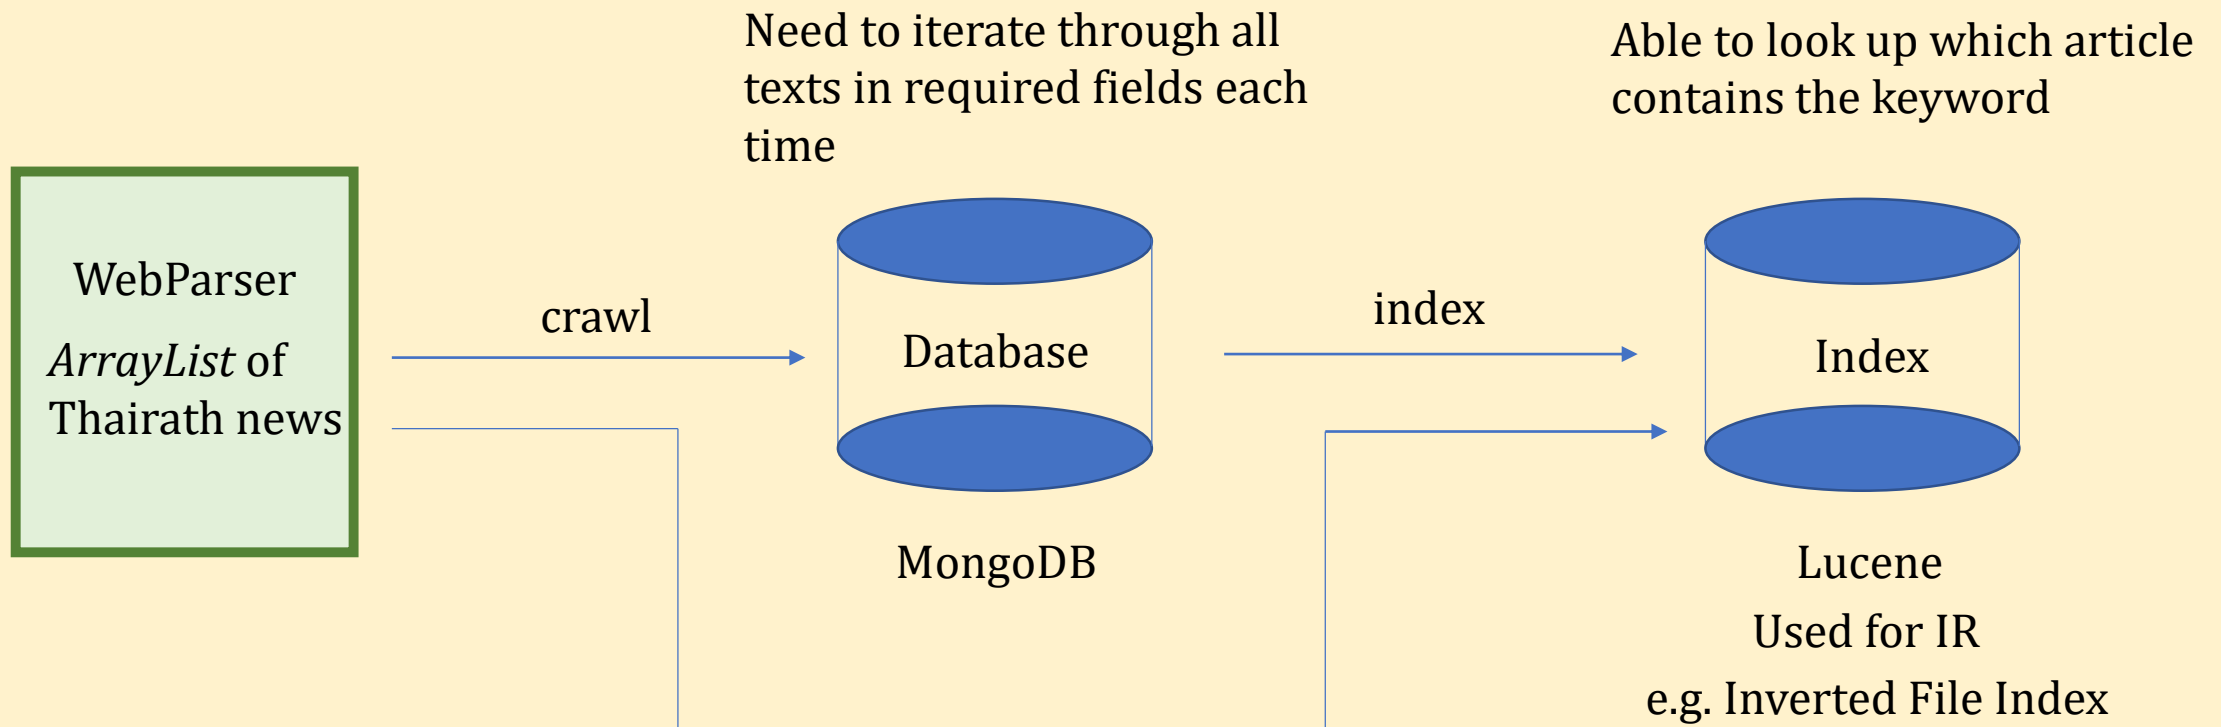 Need to iterate through all
texts in required fields each
time
Able to look up which article
contains the keyword
WebParser
ArrayList of
Thairath news
crawl
Database
index
Index
MongoDB
Lucene
Used for IR
e.g. Inverted File Index